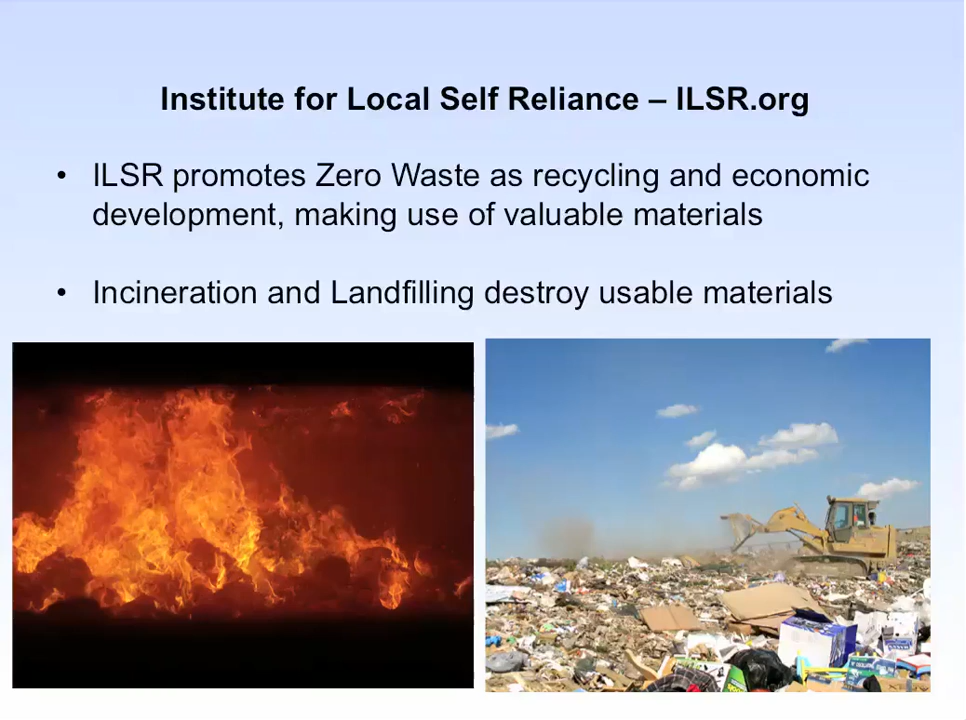 Institute for Local Self Reliance – ILSR.org
• ILSR promotes Zero Waste as recycling and economic
development, making use of valuable materials
• Incineration and Landfilling destroy usable materials